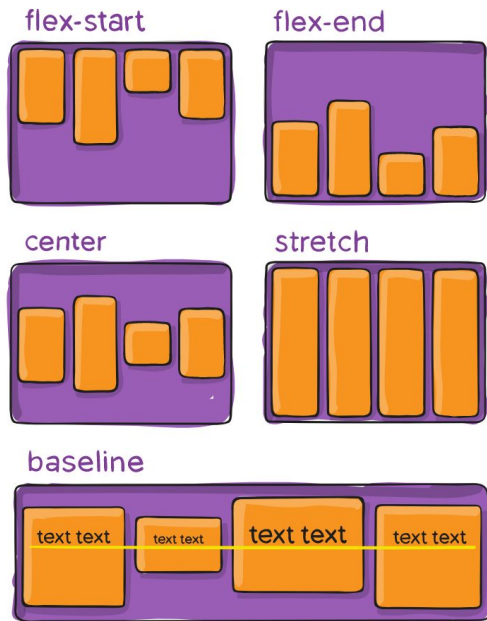 flex-start
flex-end
center
stretch
baseline
text text
text text
text text
text text